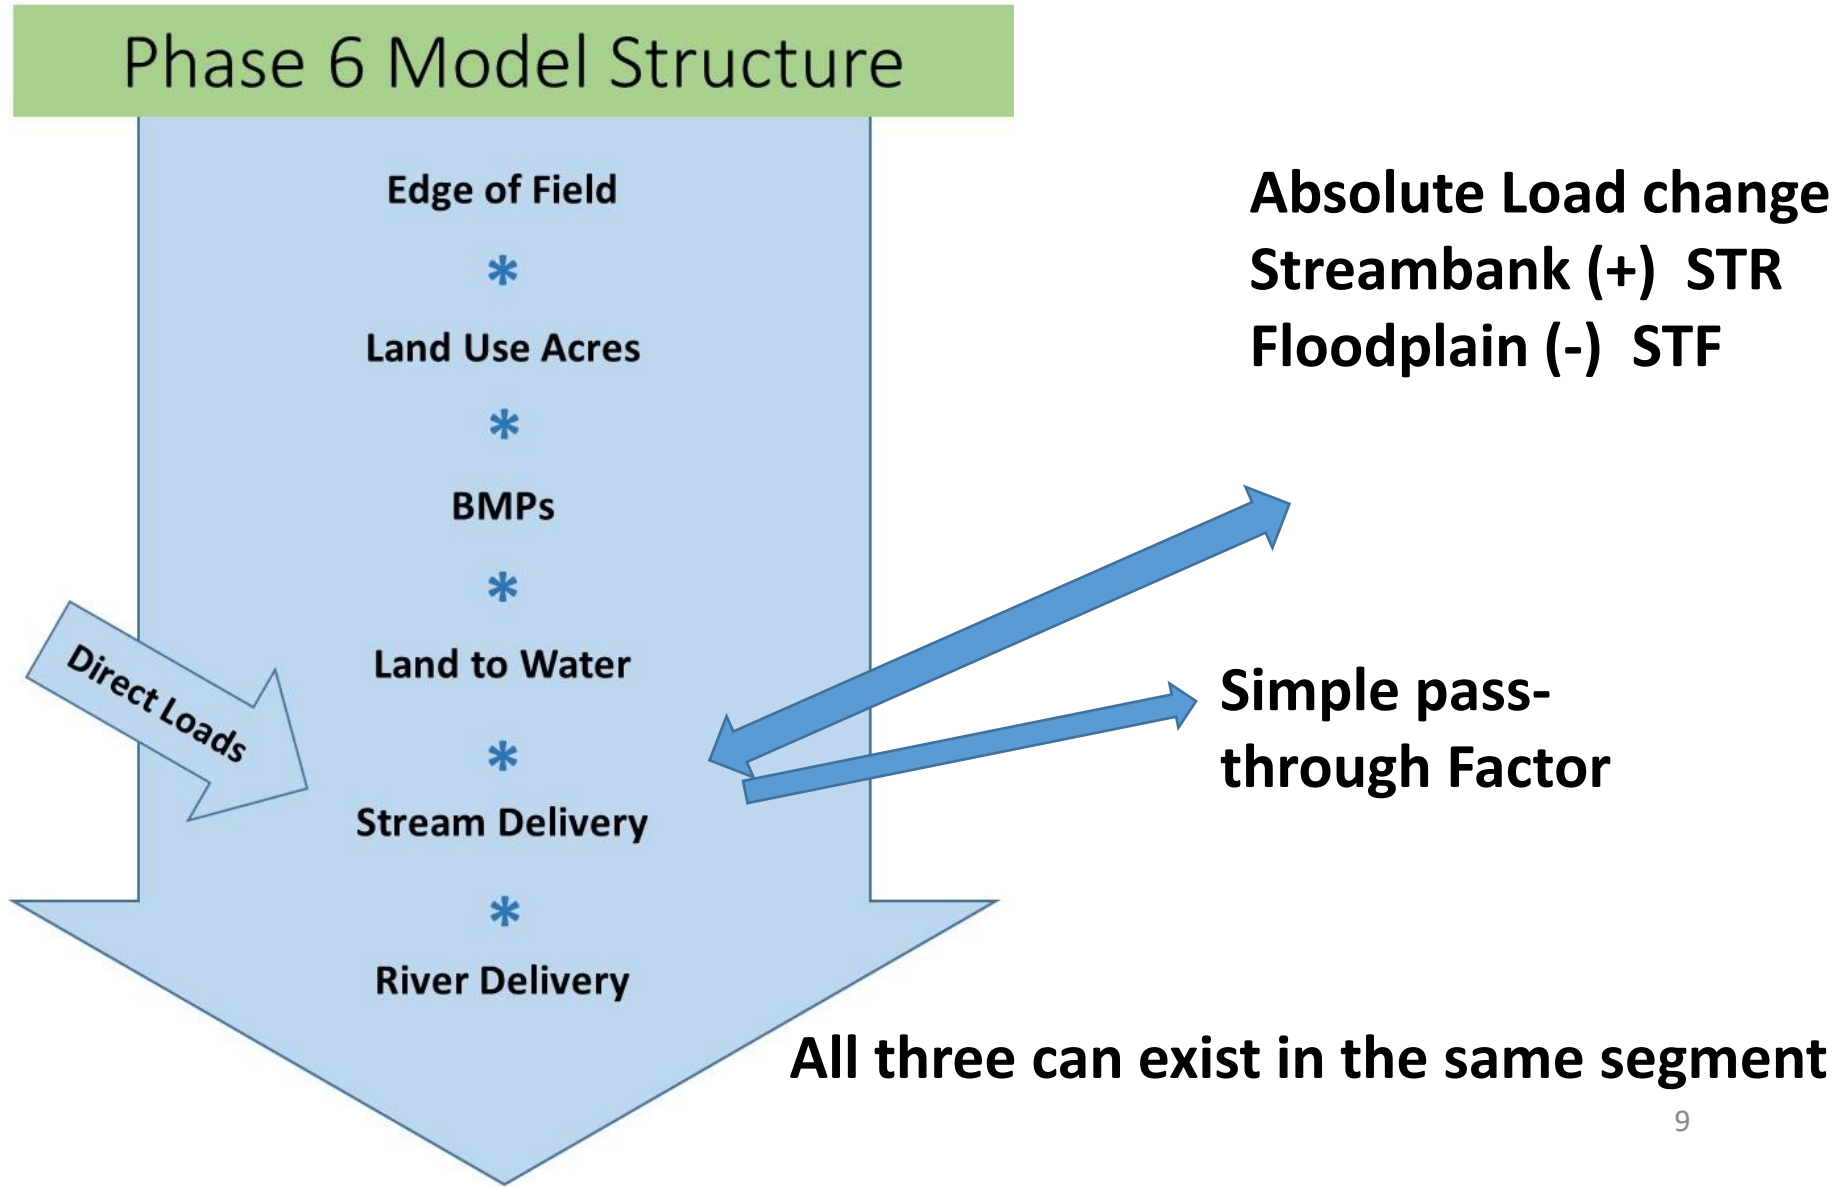 Phase 6 Model Structure
Edge of Field
*
Land Use Acres
*
BMPs
*
Land to Water
*
Stream Delivery
*
River Delivery
Direct Loads
Absolute Load change
Streambank (+) STR
Floodplain (-) STF
Simple pass-
through Factor
All three can exist in the same segment
9